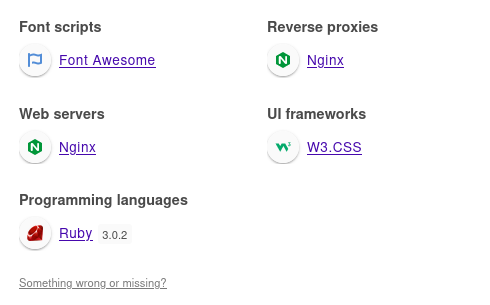 Font scripts
Font Awesome
Web servers
Nginx
Programming languages
Ruby 3.0.2
Reverse proxies
Nginx
UI frameworks
W3.CSS
Something wrong or missing?